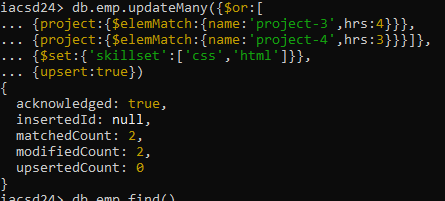 iacsd24> db.emp.updateMany({$or:[
... {project:{$elemMatch:{name:'project-3',hrs:4}}},
... {project:{$elemMatch:{name:'project-4',hrs:3}}}]},
... {$set:{'skillset':['css','html']}},
... {upsert:true})
{
  acknowledged: true,
  insertedId: null,
  matchedCount: 2,
  modifiedCount: 2,
  upsertedCount: 0
}
iacsd24> db.emp.find()